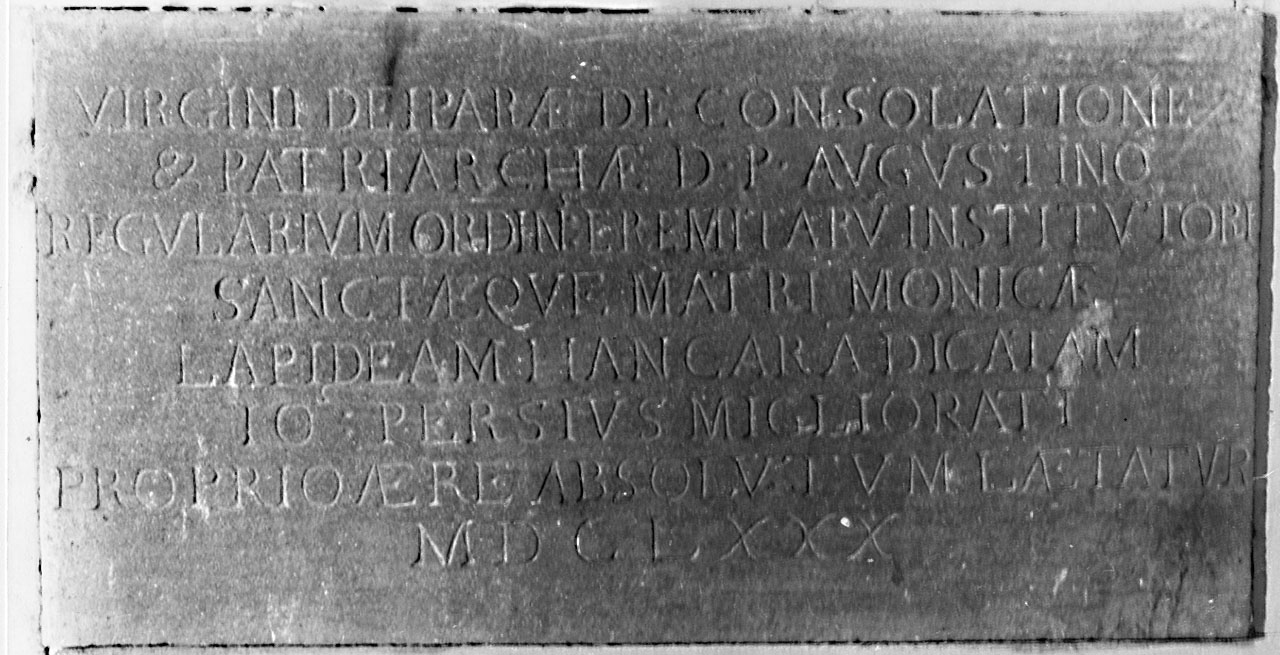 VIRGINI DEIPARÆ DE CONSOLATIONE
& PATRIARCHÆ D · P · AVGVSTINO
REGVLARIVM ORDIN EREMITARV INSTITVTORI
SANCTÆQVE MATRI MONICÆ
LAPIDEAM HANC ARA DICATAM
IO : PERSIVS MIGLIORATI
PROPRIO ÆRE ABSOLVTVM LÆTATVR
MDCLXXX